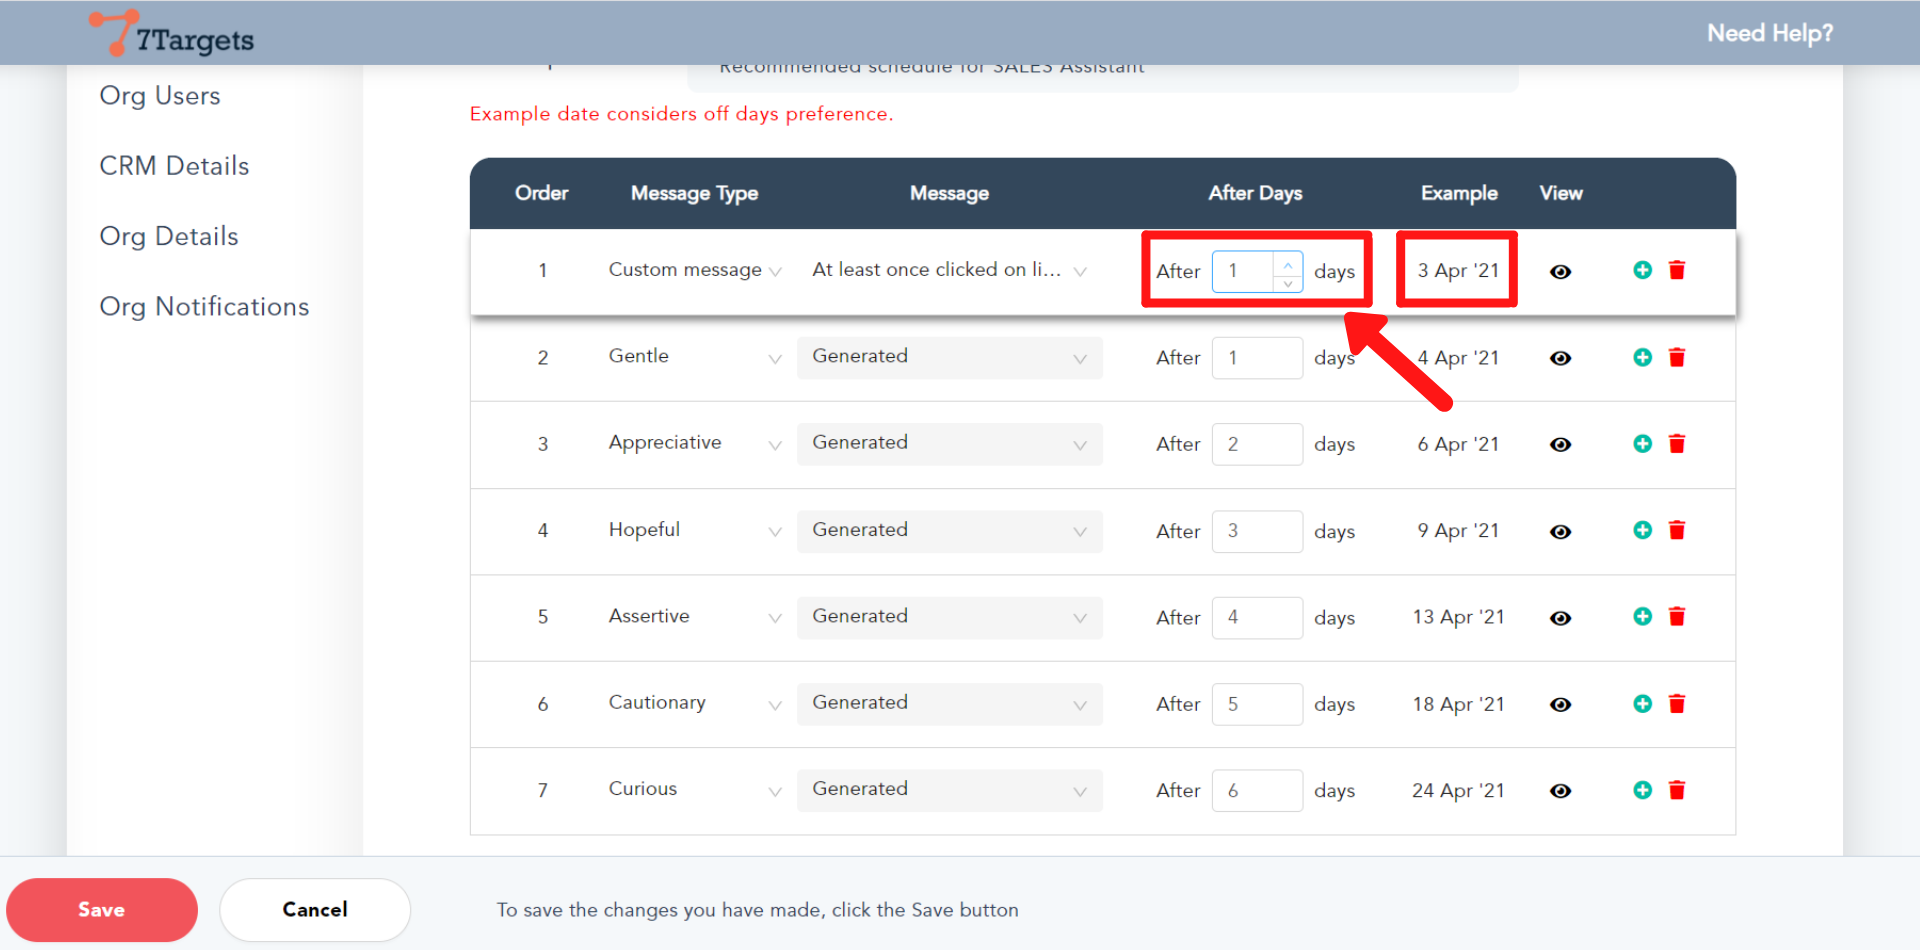 7Targets
Need Help?
Recommended schedule for SALES Assistant
Org Users
Example date considers off days preference.
CRM Details
Org Details
Org Notifications
Order Message Type Message After Days Example View
1 Custom message At least once clicked on li... After 1 days 3 Apr '21
2 Gentle Generated After 1 days 4 Apr '21
3 Appreciative Generated After 2 days 6 Apr '21
4 Hopeful Generated After 3 days 9 Apr '21
5 Assertive Generated After 4 days 13 Apr '21
6 Cautionary Generated After 5 days 18 Apr '21
7 Curious Generated After 6 days 24 Apr '21
Save Cancel To save the changes you have made, click the Save button